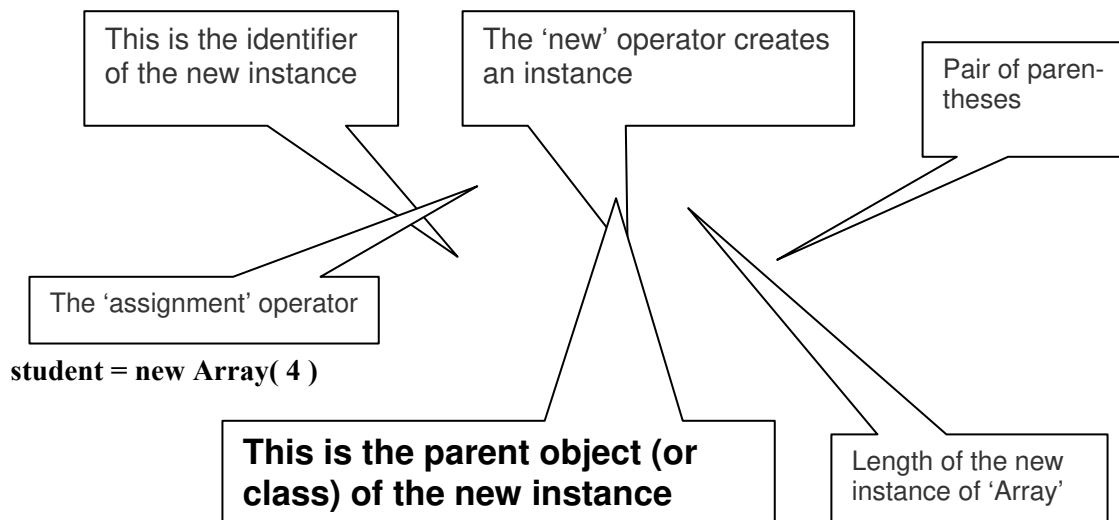 This is the identifier
of the new instance
The ‘new’ operator creates
an instance
Pair of paren-
theses
The ‘assignment’ operator
student = new Array( 4 )
This is the parent object (or
class) of the new instance
Length of the new
instance of ‘Array’